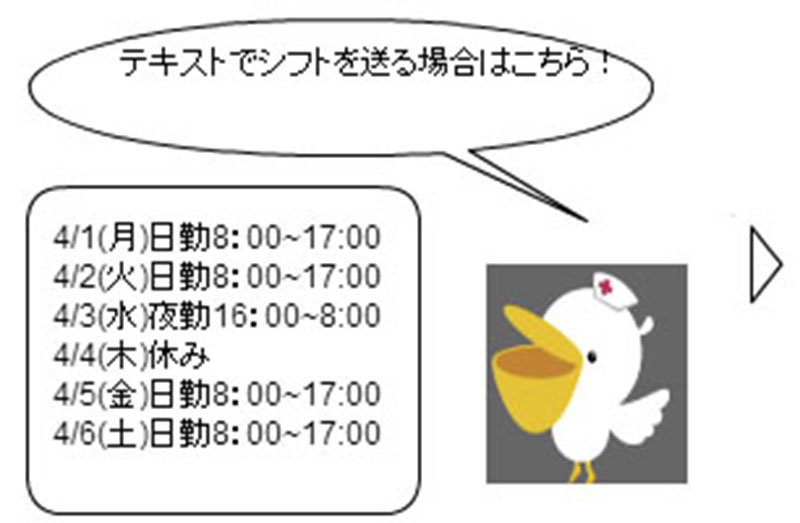 テキストでシフトを送る場合はこちら！
4/1(月)日勤8：00~17:00
4/2(火)日勤8：00~17:00
4/3(水)夜勤16：00~8:00
4/4(木)休み
4/5(金)日勤8：00~17:00
4/6(土)日勤8：00~17:00